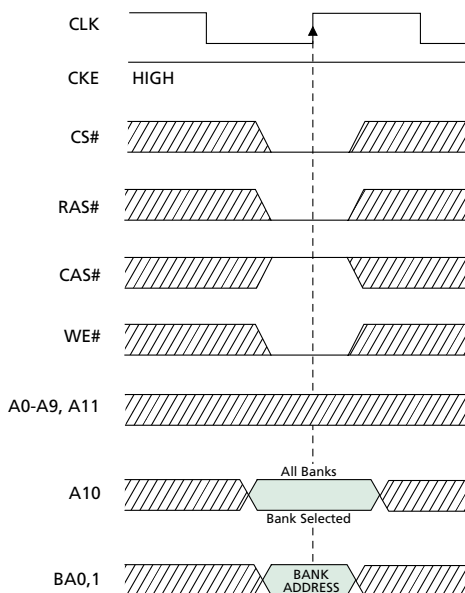 CLK
CKE HIGH
CS#
RAS#
CAS#
WE#
A0-A9, A11
All Banks
A10
Bank Selected
BA0,1 BANK
ADDRESS